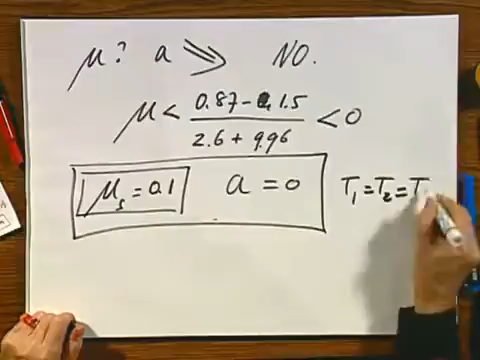 μ? a ⇘ NO.
μ < (0.87 - 1.5) / (2.6 + 9.96) < 0
μs = 0.1 a = 0 T1 = T2 = T